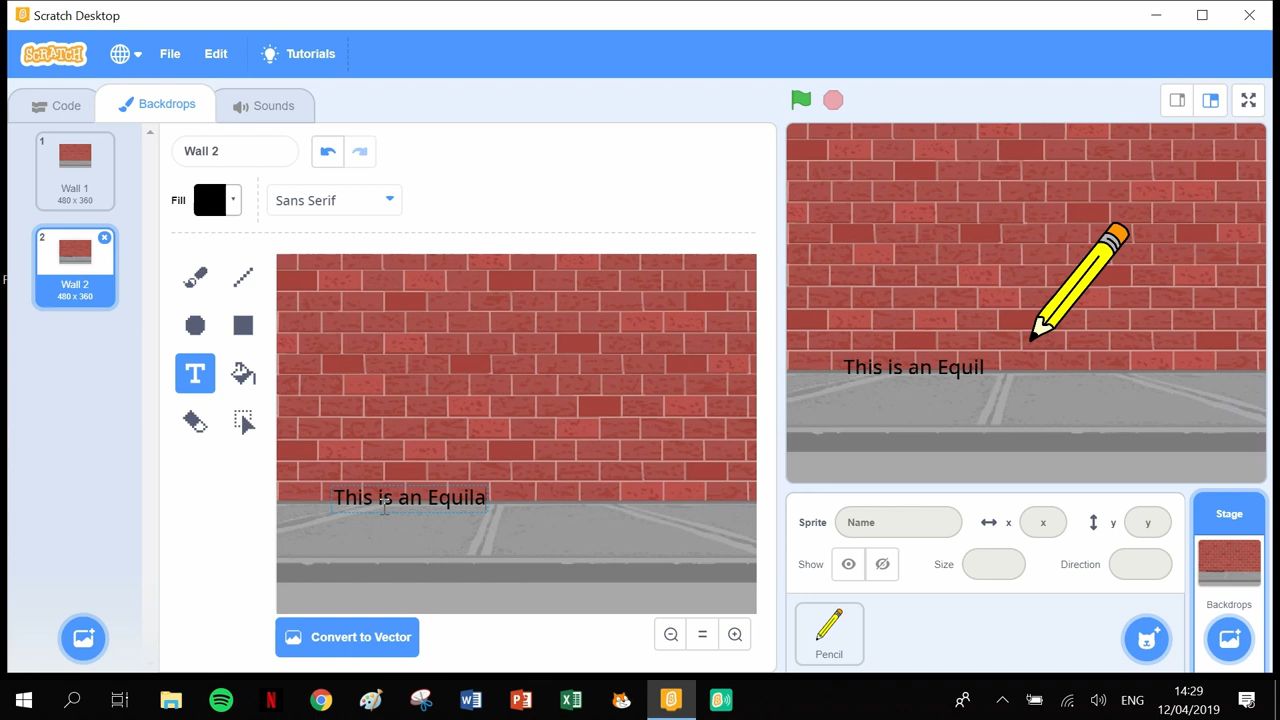 Scratch Desktop
SCRATCH
File
Edit
Tutorials
Code
Backdrops
Sounds
1
Wall 1
480 x 360
2
Wall 2
480 x 360
Wall 2
Fill
Sans Serif
T
This is an Equila
Convert to Vector
This is an Equil
Sprite
Name
x
x
y
y
Show
Size
Direction
Pencil
Stage
Backdrops
ENG
14:29
12/04/2019